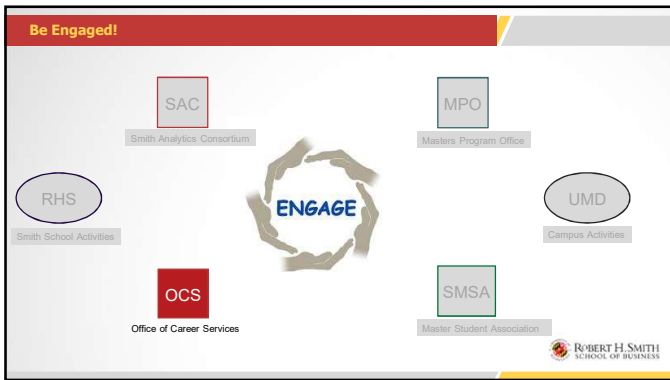 Be Engaged!
SAC
Smith Analytics Consortium
MPO
Masters Program Office
RHS
Smith School Activities
ENGAGE
UMD
Campus Activities
OCS
Office of Career Services
SMSA
Master Student Association
ROBERT H. SMITH
SCHOOL OF BUSINESS